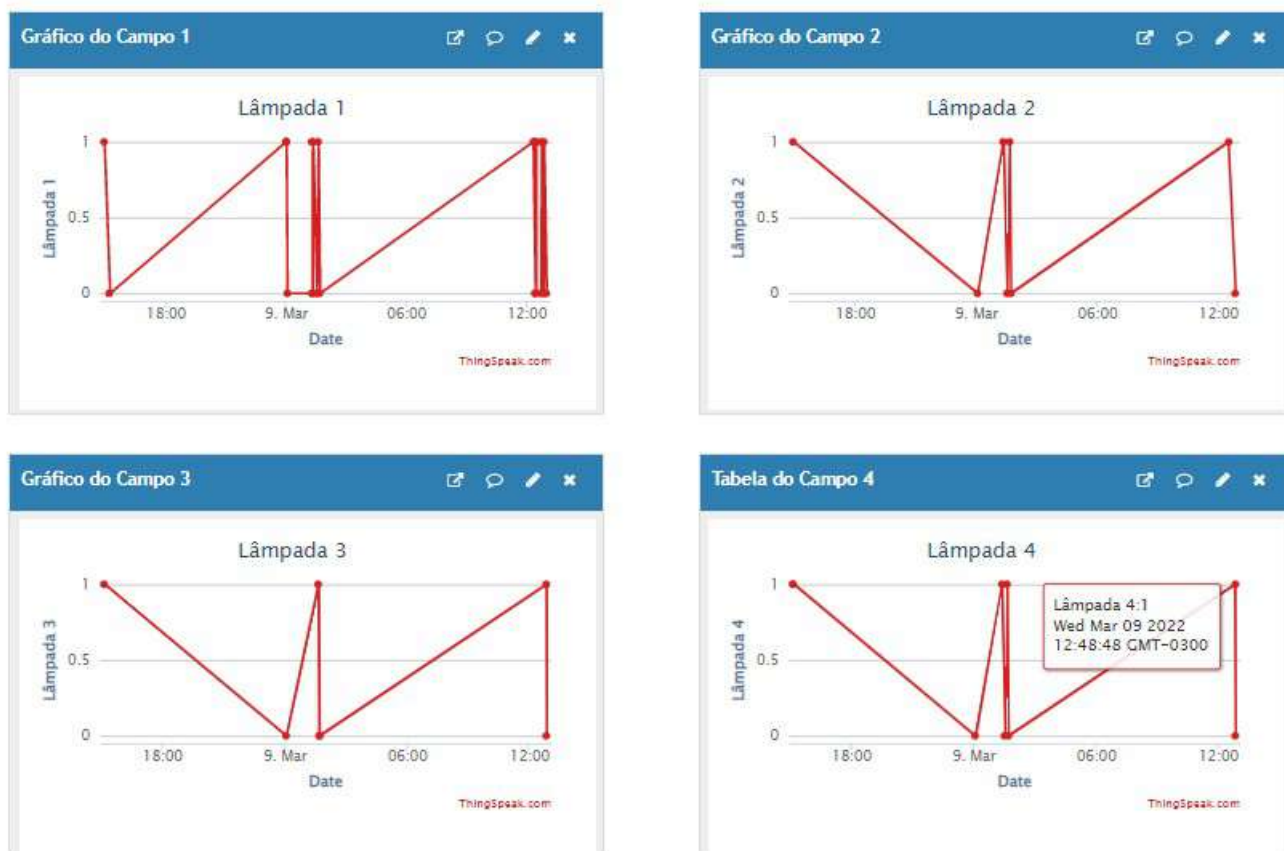 Gráfico do Campo 1
Lâmpada 1
1
0.5
0
Lâmpada 1
18:00 9. Mar 06:00 12:00
Date
ThingSpeak.com
Gráfico do Campo 2
Lâmpada 2
1
0.5
0
Lâmpada 2
18:00 9. Mar 06:00 12:00
Date
ThingSpeak.com
Gráfico do Campo 3
Lâmpada 3
1
0.5
0
Lâmpada 3
18:00 9. Mar 06:00 12:00
Date
ThingSpeak.com
Tabela do Campo 4
Lâmpada 4
1
0.5
0
Lâmpada 4
Lâmpada 4:1
Wed Mar 09 2022
12:48:48 GMT-0300
18:00 9. Mar 06:00 12:00
Date
ThingSpeak.com